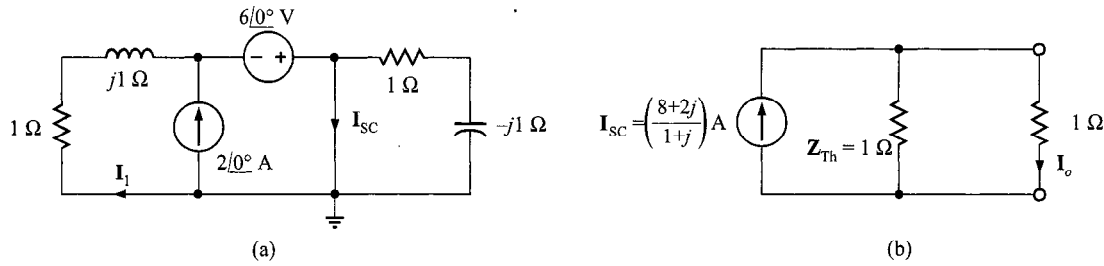 6/0° V
j1 Ω
1 Ω
1 Ω
I_SC
–j1 Ω
2/0° A
I_1
(a)
I_SC = (8+2j / 1+j) A
Z_Th = 1 Ω
1 Ω
I_o
(b)